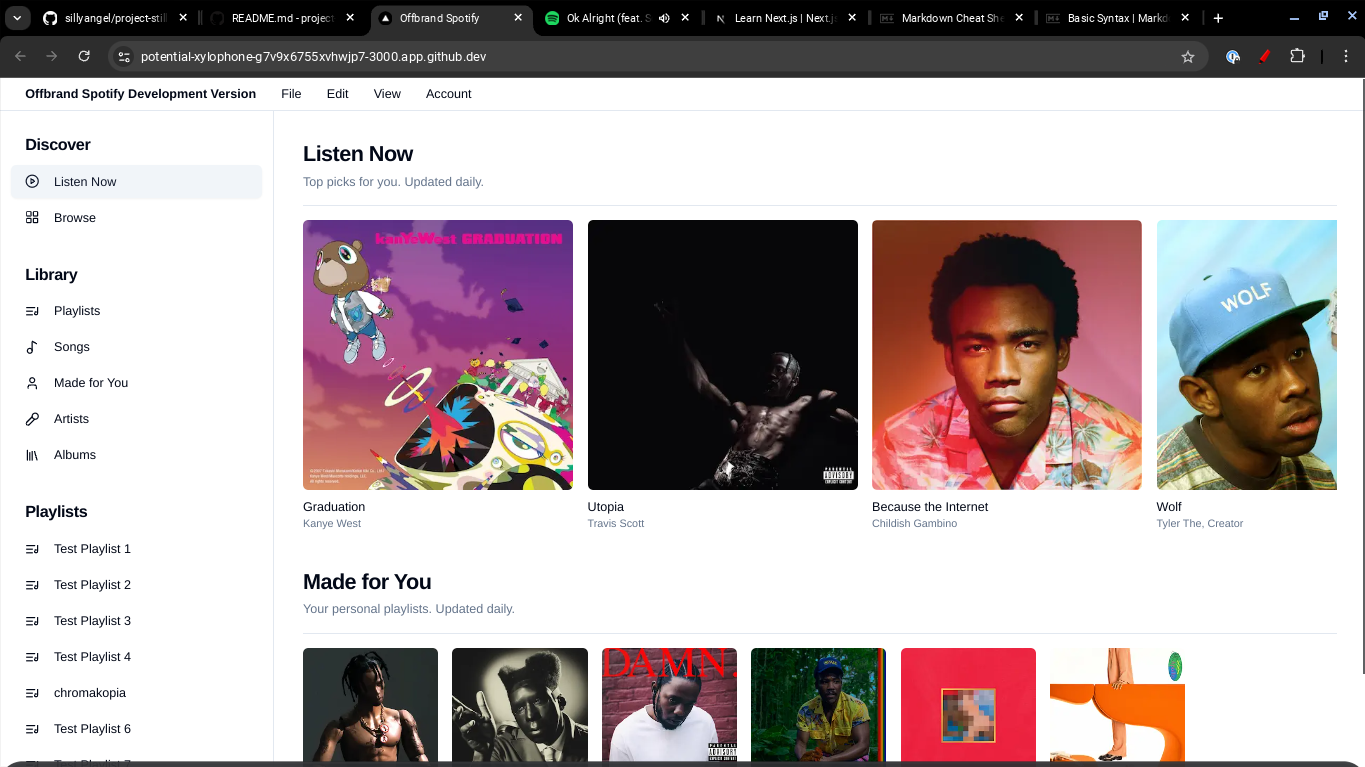 sillyangel/project-still
README.md - project
Offbrand Spotify
Ok Alright (feat. S
Learn Next.js | Next.j
Markdown Cheat She
Basic Syntax | Markd
potential-xylophone-g7v9x6755xvhwjp7-3000.app.github.dev
Offbrand Spotify Development Version File Edit View Account
Discover
Listen Now
Browse
Library
Playlists
Songs
Made for You
Artists
Albums
Playlists
Test Playlist 1
Test Playlist 2
Test Playlist 3
Test Playlist 4
chromakopia
Test Playlist 6
Test Playlist 7
Listen Now
Top picks for you. Updated daily.
kanYeWest GRADUATION
PARENTAL
ADVISORY
EXPLICIT CONTENT
WOLF
Graduation
Kanye West
Utopia
Travis Scott
Because the Internet
Childish Gambino
Wolf
Tyler The, Creator
Made for You
Your personal playlists. Updated daily.
DAMN.
PARENTAL
ADVISORY
EXPLICIT CONTENT